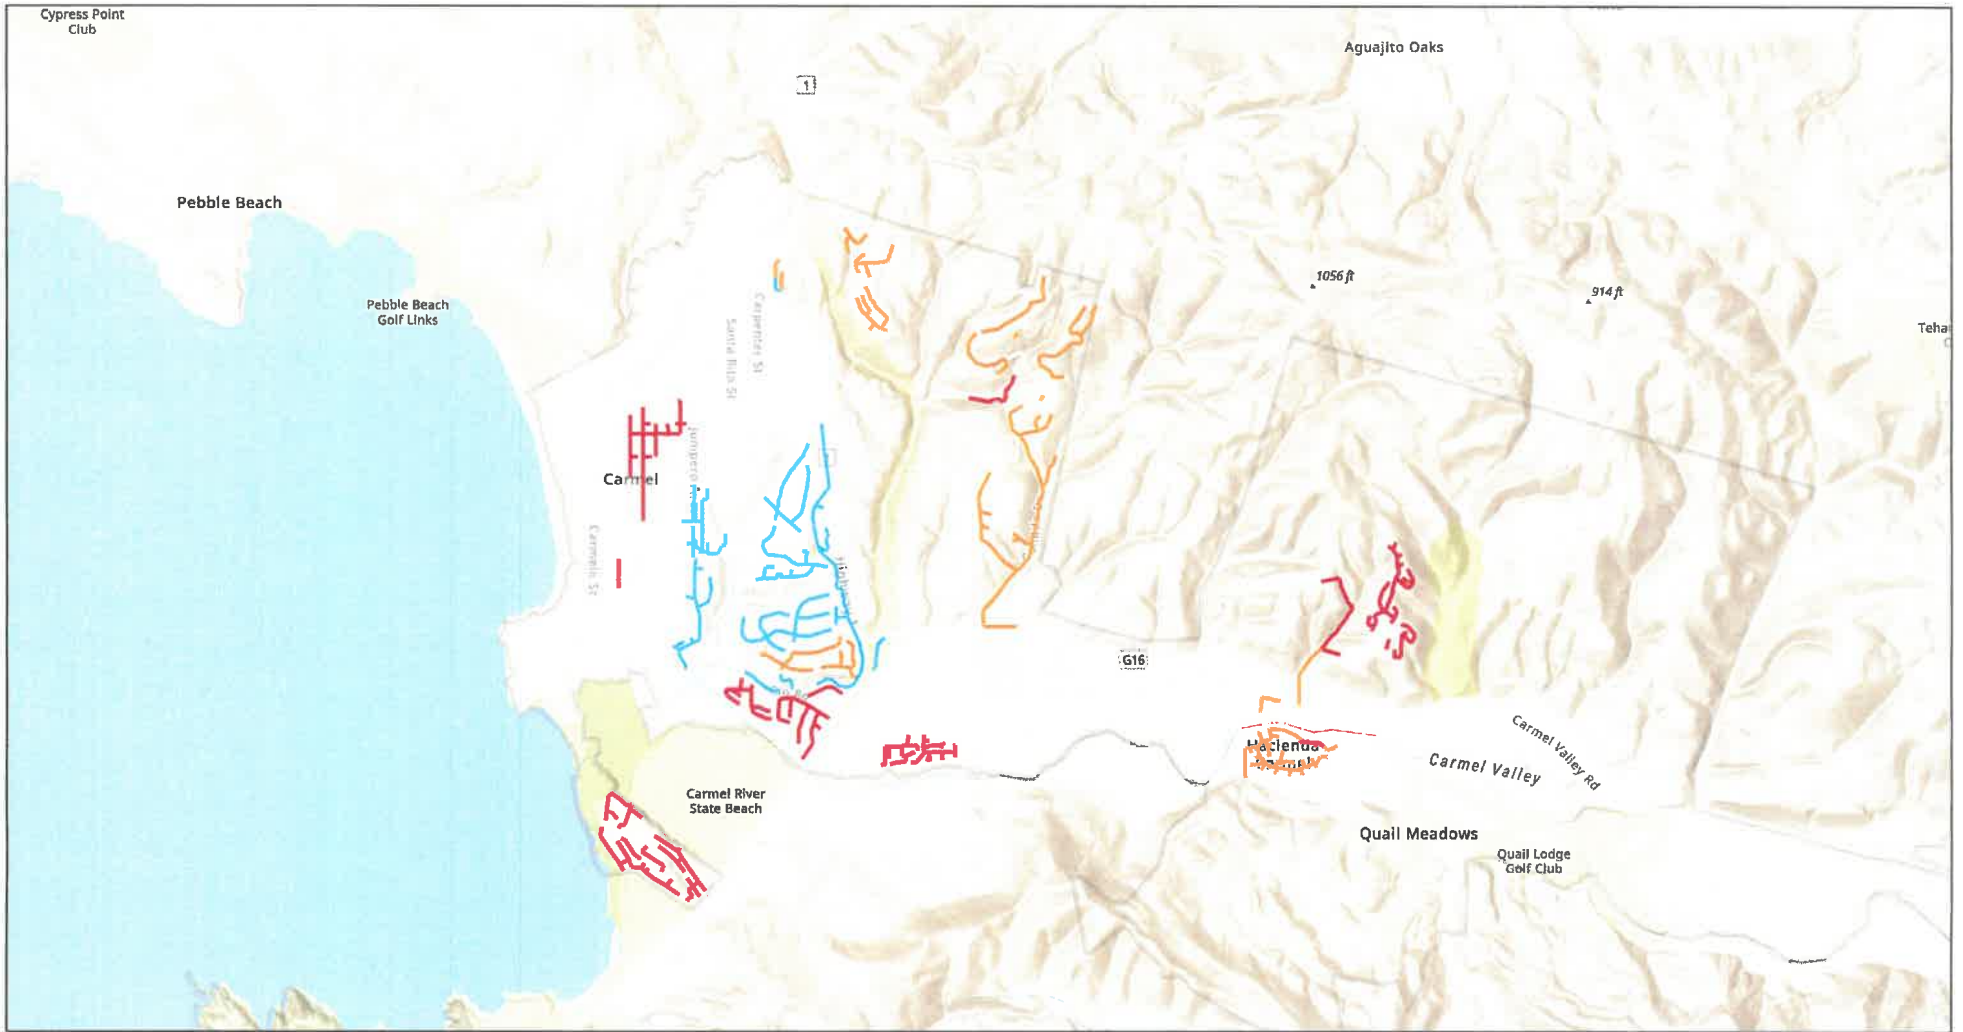 Cypress Point
Club
Aguajito Oaks
1
Pebble Beach
1056 ft
914 ft
Pebble Beach
Golf Links
Carpenter St
Santa Rita St
Junipero
Carmel
Carmelo St
Highway 1
G16
Carmel Valley Rd
Hacienda
Carmel Valley
Carmel River
State Beach
Quail Meadows
Quail Lodge
Golf Club